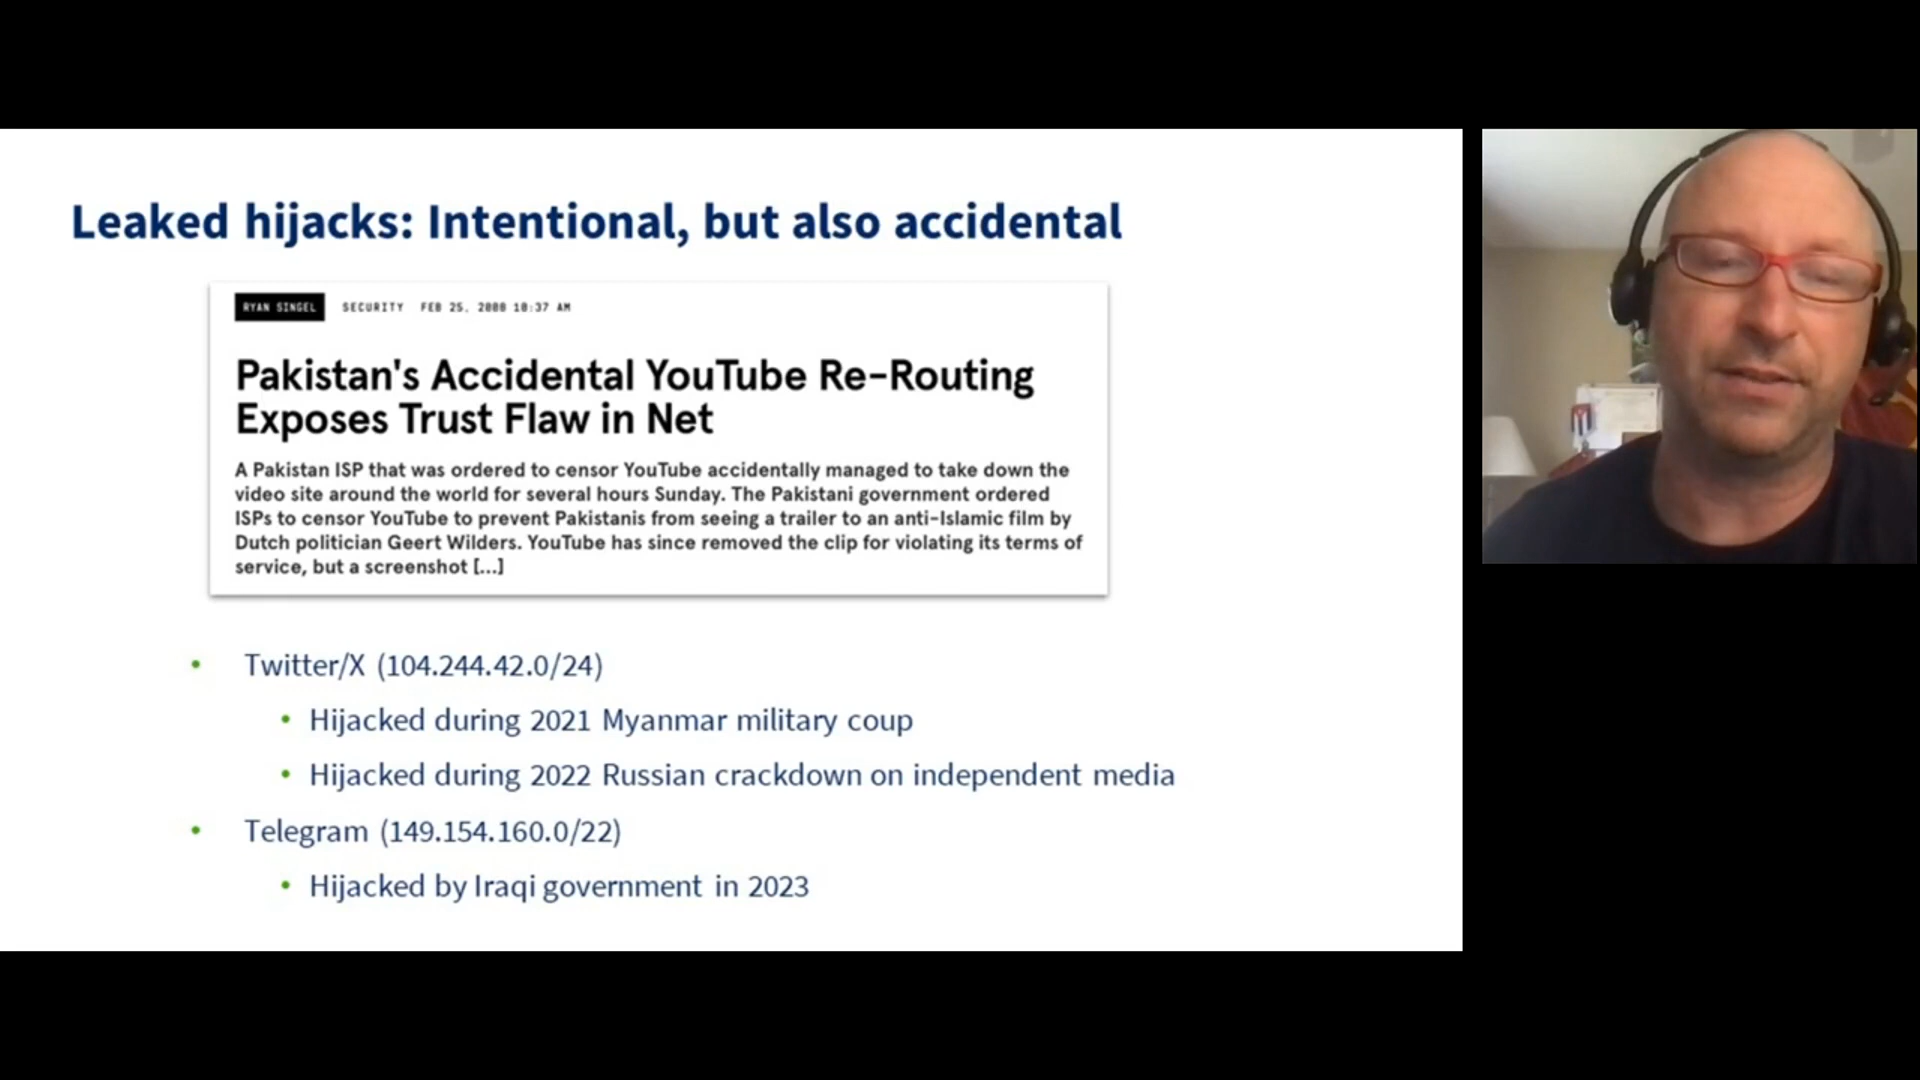 Leaked hijacks: Intentional, but also accidental
RYAN SINGEL SECURITY FEB 25, 2008 10:37 AM
Pakistan's Accidental YouTube Re-Routing
Exposes Trust Flaw in Net
A Pakistan ISP that was ordered to censor YouTube accidentally managed to take down the
video site around the world for several hours Sunday. The Pakistani government ordered
ISPs to censor YouTube to prevent Pakistanis from seeing a trailer to an anti-Islamic film by
Dutch politician Geert Wilders. YouTube has since removed the clip for violating its terms of
service, but a screenshot [...]
• Twitter/X (104.244.42.0/24)
• Hijacked during 2021 Myanmar military coup
• Hijacked during 2022 Russian crackdown on independent media
• Telegram (149.154.160.0/22)
• Hijacked by Iraqi government in 2023